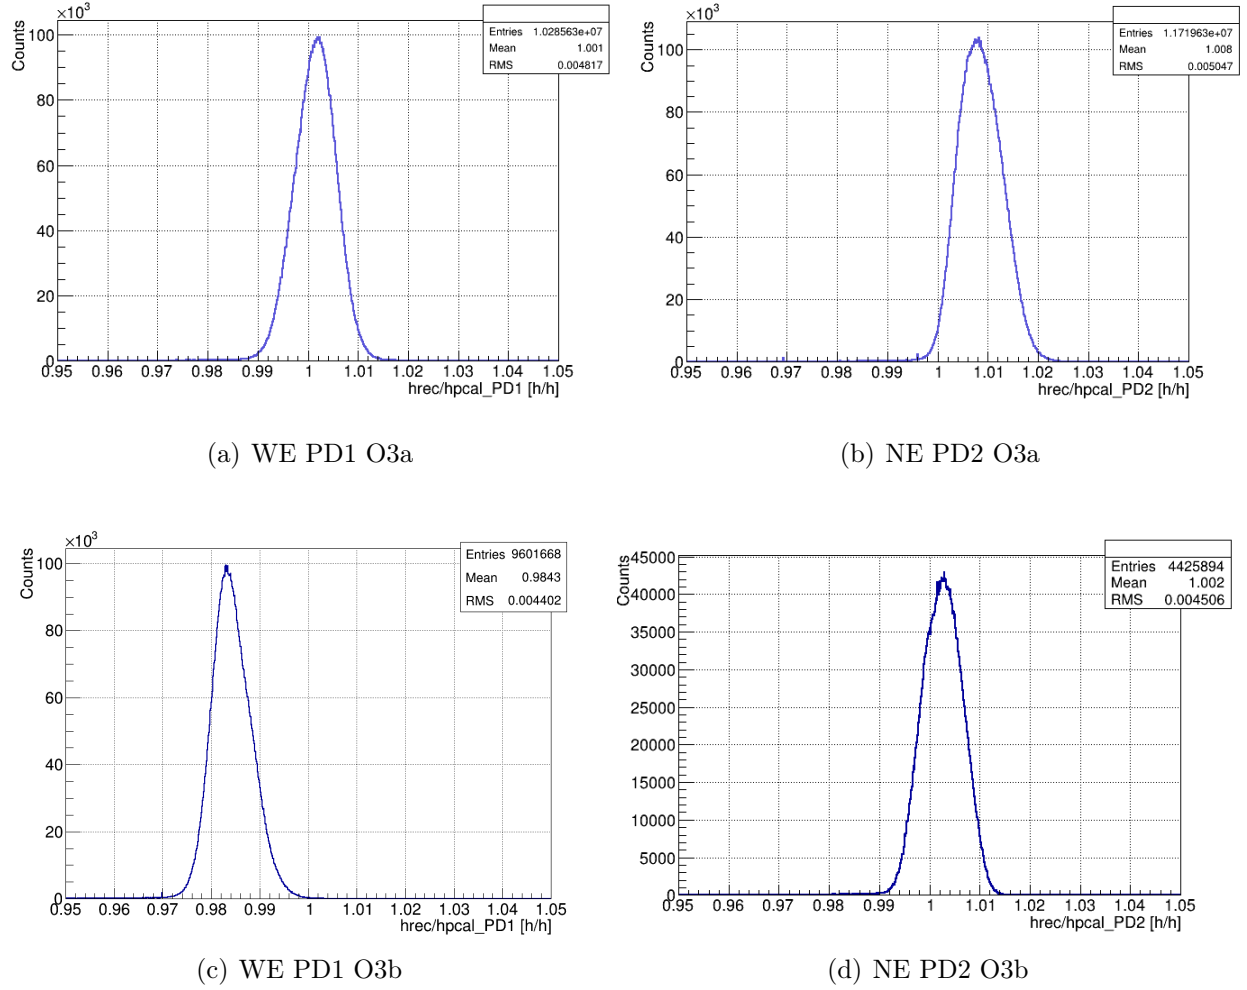 ×10³
Counts
Entries 1.028563e+07
Mean 1.001
RMS 0.004817
100
80
60
40
20
0
0.95 0.96 0.97 0.98 0.99 1 1.01 1.02 1.03 1.04 1.05
hrec/hpcal_PD1 [h/h]
(a) WE PD1 O3a
×10³
Counts
Entries 1.171963e+07
Mean 1.008
RMS 0.005047
100
80
60
40
20
0
0.95 0.96 0.97 0.98 0.99 1 1.01 1.02 1.03 1.04 1.05
hrec/hpcal_PD2 [h/h]
(b) NE PD2 O3a
×10³
Counts
Entries 9601668
Mean 0.9843
RMS 0.004402
100
80
60
40
20
0
0.95 0.96 0.97 0.98 0.99 1 1.01 1.02 1.03 1.04 1.05
hrec/hpcal_PD1 [h/h]
(c) WE PD1 O3b
Counts
Entries 4425894
Mean 1.002
RMS 0.004506
45000
40000
35000
30000
25000
20000
15000
10000
5000
0
0.95 0.96 0.97 0.98 0.99 1 1.01 1.02 1.03 1.04 1.05
hrec/hpcal_PD2 [h/h]
(d) NE PD2 O3b